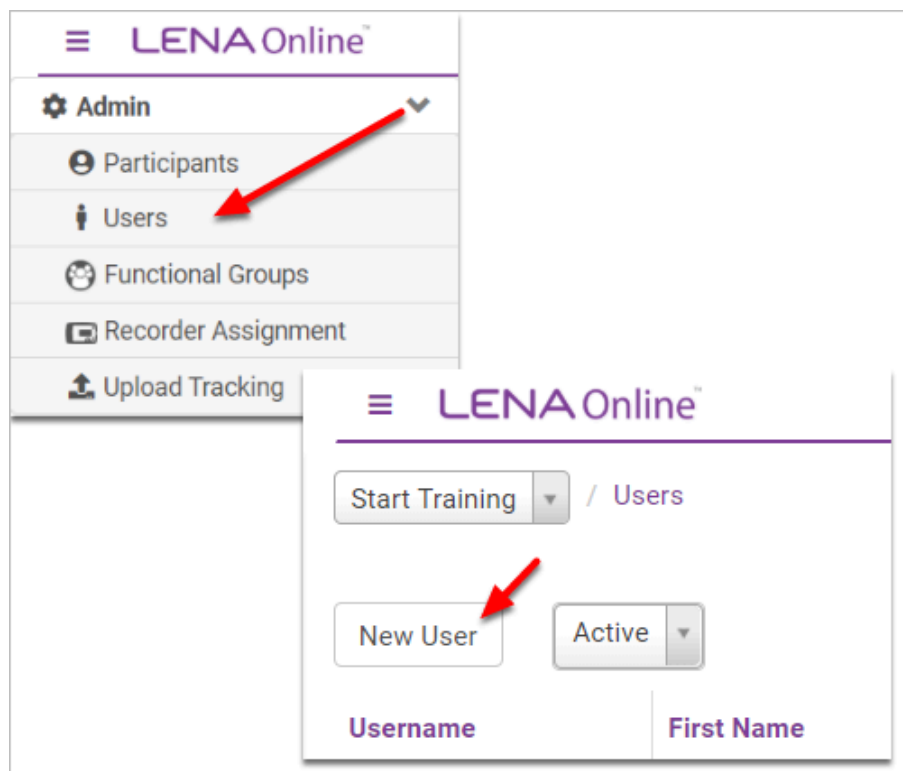 LENA Online™
Admin
Participants
Users
Functional Groups
Recorder Assignment
Upload Tracking
LENA Online™
Start Training / Users
New User Active
Username First Name